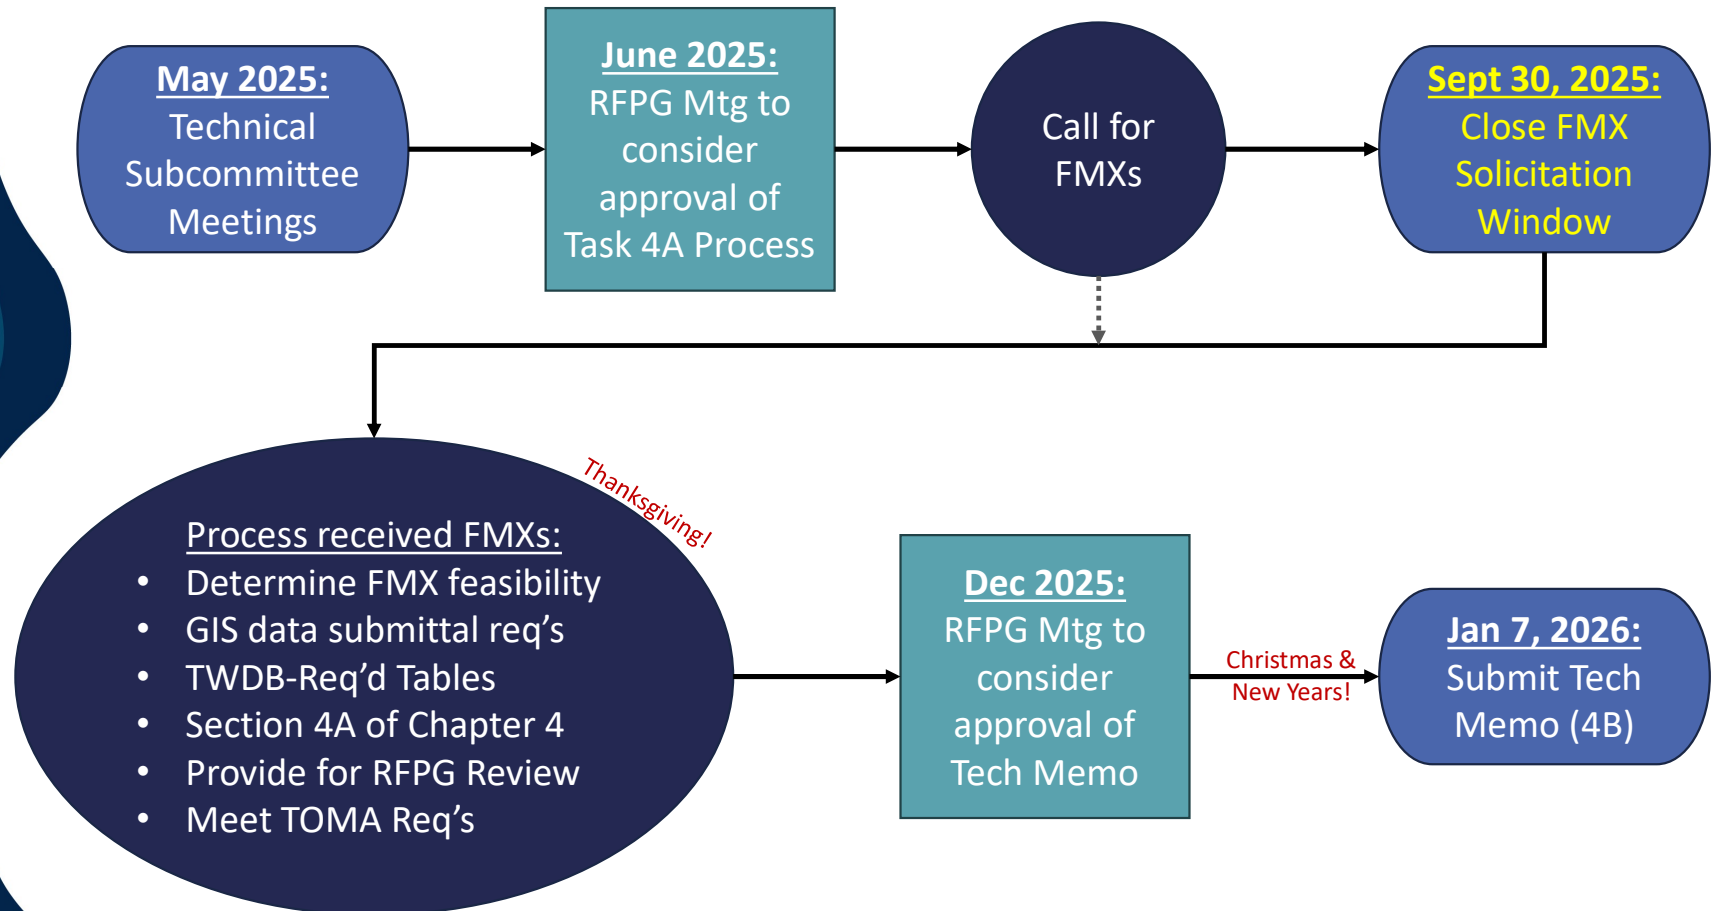 May 2025:
Technical
Subcommittee
Meetings
June 2025:
RFPG Mtg to
consider
approval of
Task 4A Process
Call for
FMXs
Sept 30, 2025:
Close FMX
Solicitation
Window
Process received FMXs:
• Determine FMX feasibility
• GIS data submittal req's
• TWDB-Req'd Tables
• Section 4A of Chapter 4
• Provide for RFPG Review
• Meet TOMA Req's
Thanksgiving!
Dec 2025:
RFPG Mtg to
consider
approval of
Tech Memo
Christmas &
New Years!
Jan 7, 2026:
Submit Tech
Memo (4B)